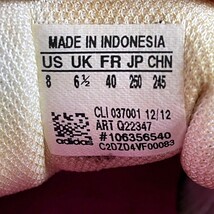 MADE IN INDONESIA
US UK FR JP CHN
8 6½ 40 250 245
CLI 037001 12/12
ART Q22347
#106356540
C2DZD4VF00083
adidas